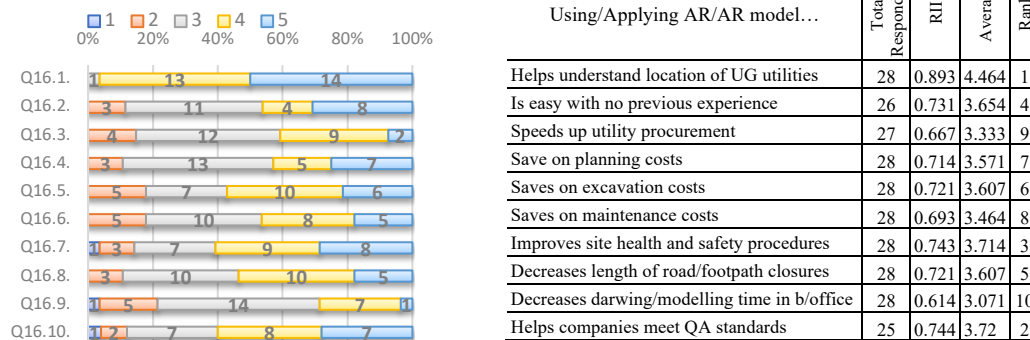 1 2 3 4 5
0% 20% 40% 60% 80% 100%
Q16.1. 1 13 14
Q16.2. 3 11 4 8
Q16.3. 4 12 9 2
Q16.4. 3 13 5 7
Q16.5. 5 7 10 6
Q16.6. 5 10 8 5
Q16.7. 1 3 7 9 8
Q16.8. 3 10 10 5
Q16.9. 1 5 14 7 1
Q16.10. 1 2 7 8 7
Using/Applying AR/AR model… Total Respond RII Avera Rank
Helps understand location of UG utilities 28 0.893 4.464 1
Is easy with no previous experience 26 0.731 3.654 4
Speeds up utility procurement 27 0.667 3.333 9
Save on planning costs 28 0.714 3.571 7
Saves on excavation costs 28 0.721 3.607 6
Saves on maintenance costs 28 0.693 3.464 8
Improves site health and safety procedures 28 0.743 3.714 3
Decreases length of road/footpath closures 28 0.721 3.607 5
Decreases darwing/modelling time in b/office 28 0.614 3.071 10
Helps companies meet QA standards 25 0.744 3.72 2